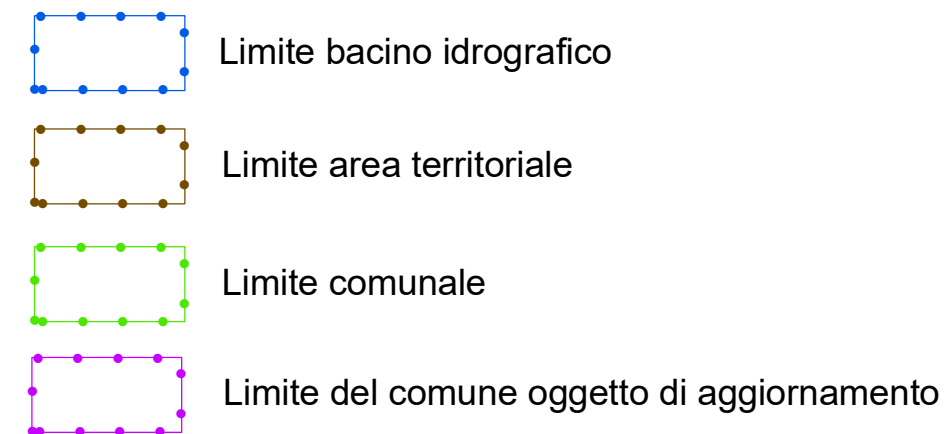 Limite bacino idrografico
Limite area territoriale
Limite comunale
Limite del comune oggetto di aggiornamento